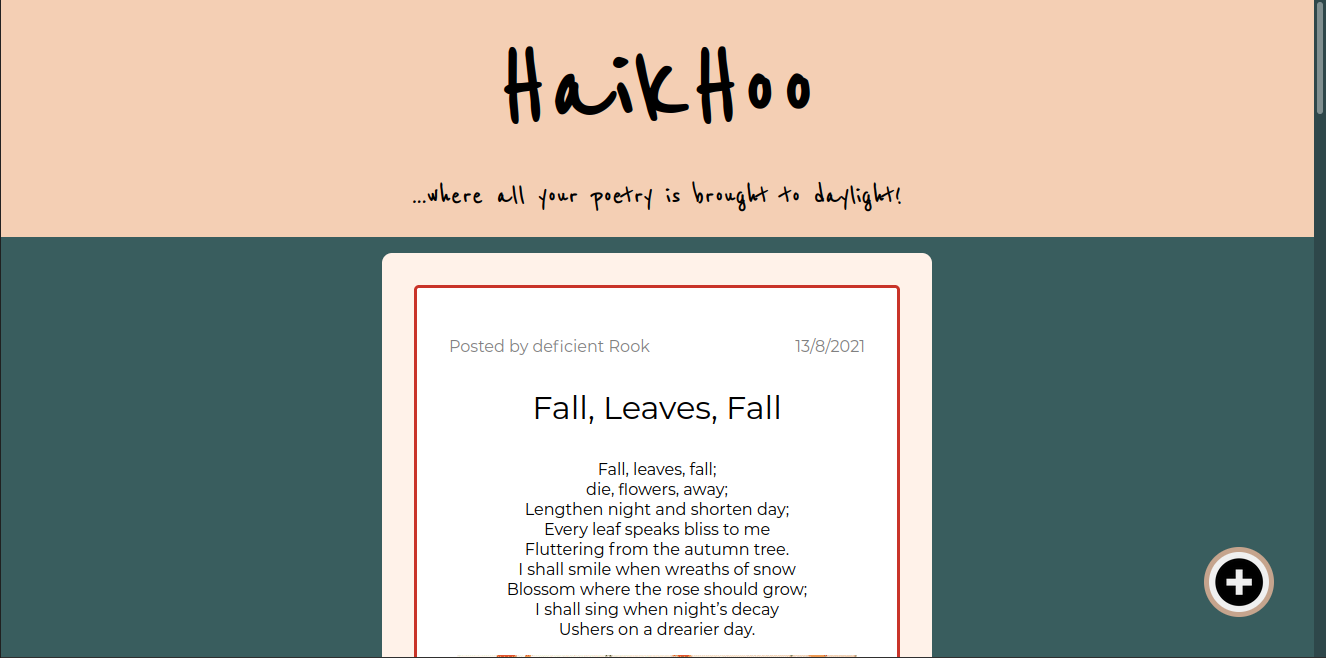 HaikHoo
...where all your poetry is brought to daylight!
Posted by deficient Rook 13/8/2021
Fall, Leaves, Fall
Fall, leaves, fall;
die, flowers, away;
Lengthen night and shorten day;
Every leaf speaks bliss to me
Fluttering from the autumn tree.
I shall smile when wreaths of snow
Blossom where the rose should grow;
I shall sing when night’s decay
Ushers on a drearier day.